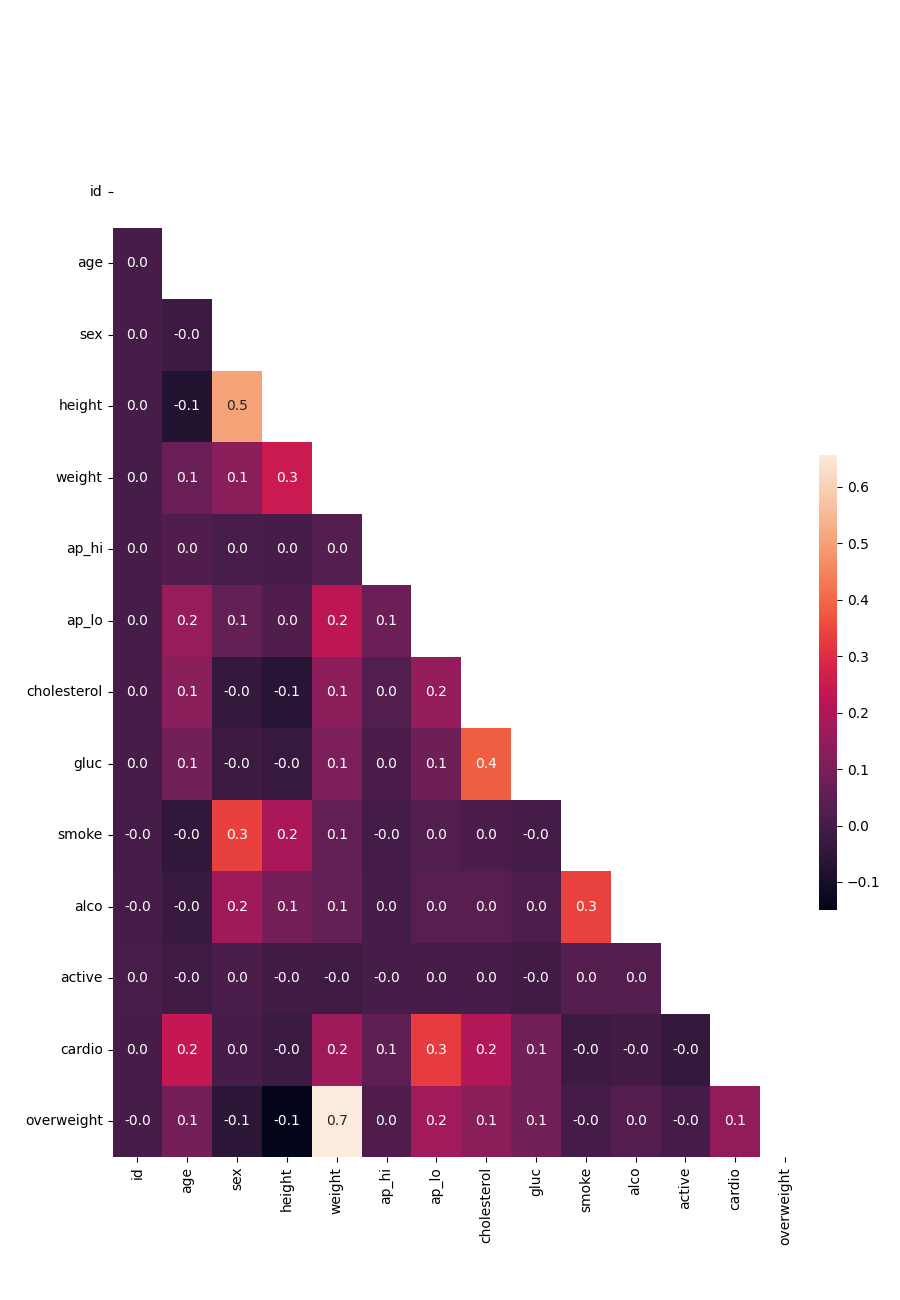 id
age 0.0
sex 0.0 -0.0
height 0.0 -0.1 0.5
weight 0.0 0.1 0.1 0.3
ap_hi 0.0 0.0 0.0 0.0 0.0
ap_lo 0.0 0.2 0.1 0.0 0.2 0.1
cholesterol 0.0 0.1 -0.0 -0.1 0.1 0.0 0.2
gluc 0.0 0.1 -0.0 -0.0 0.1 0.0 0.1 0.4
smoke -0.0 -0.0 0.3 0.2 0.1 -0.0 0.0 0.0 -0.0
alco -0.0 -0.0 0.2 0.1 0.1 0.0 0.0 0.0 0.0 0.3
active 0.0 -0.0 0.0 -0.0 -0.0 -0.0 0.0 0.0 -0.0 0.0 0.0
cardio 0.0 0.2 0.0 -0.0 0.2 0.1 0.3 0.2 0.1 -0.0 -0.0 -0.0
overweight -0.0 0.1 -0.1 -0.1 0.7 0.0 0.2 0.1 0.1 -0.0 0.0 -0.0 0.1
id age sex height weight ap_hi ap_lo cholesterol gluc smoke alco active cardio overweight
0.6
0.5
0.4
0.3
0.2
0.1
0.0
−0.1